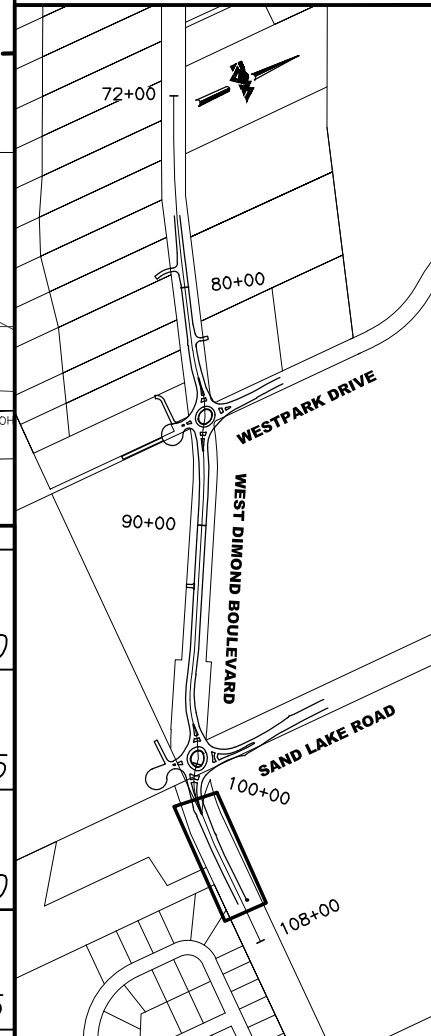 72+00
80+00
WESTPARK DRIVE
90+00
WEST DIMOND BOULEVARD
SAND LAKE ROAD
100+00
108+00